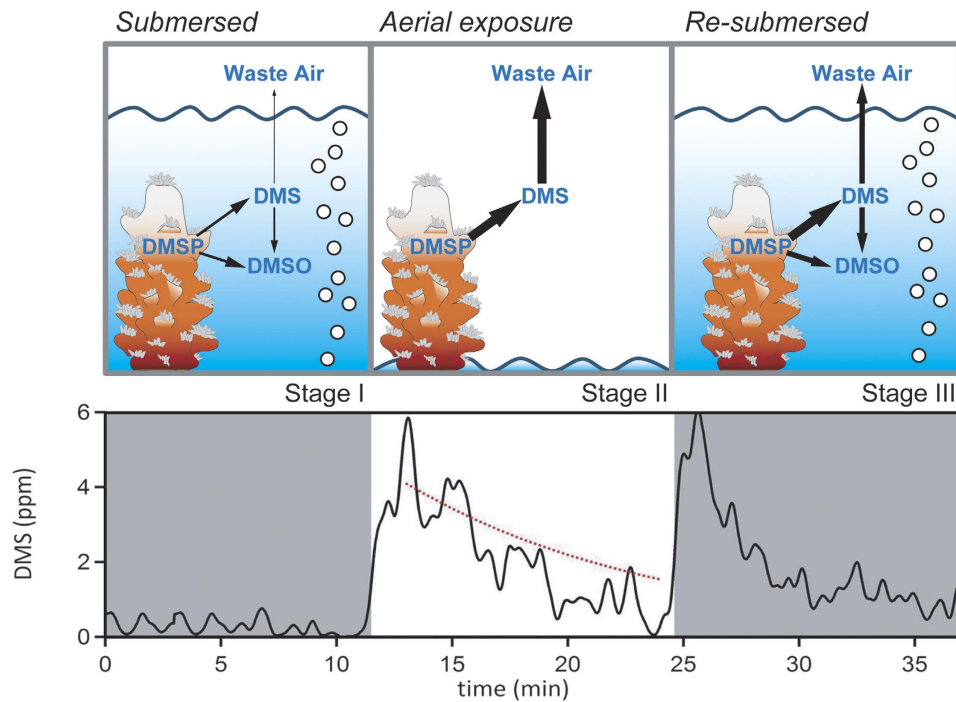 Submersed
Aerial exposure
Re-submersed
Waste Air
Waste Air
Waste Air
DMS
DMS
DMS
DMSP
DMSP
DMSP
DMSO
DMSO
Stage I
Stage II
Stage III
6
4
2
0
DMS (ppm)
0
5
10
15
20
25
30
35
time (min)